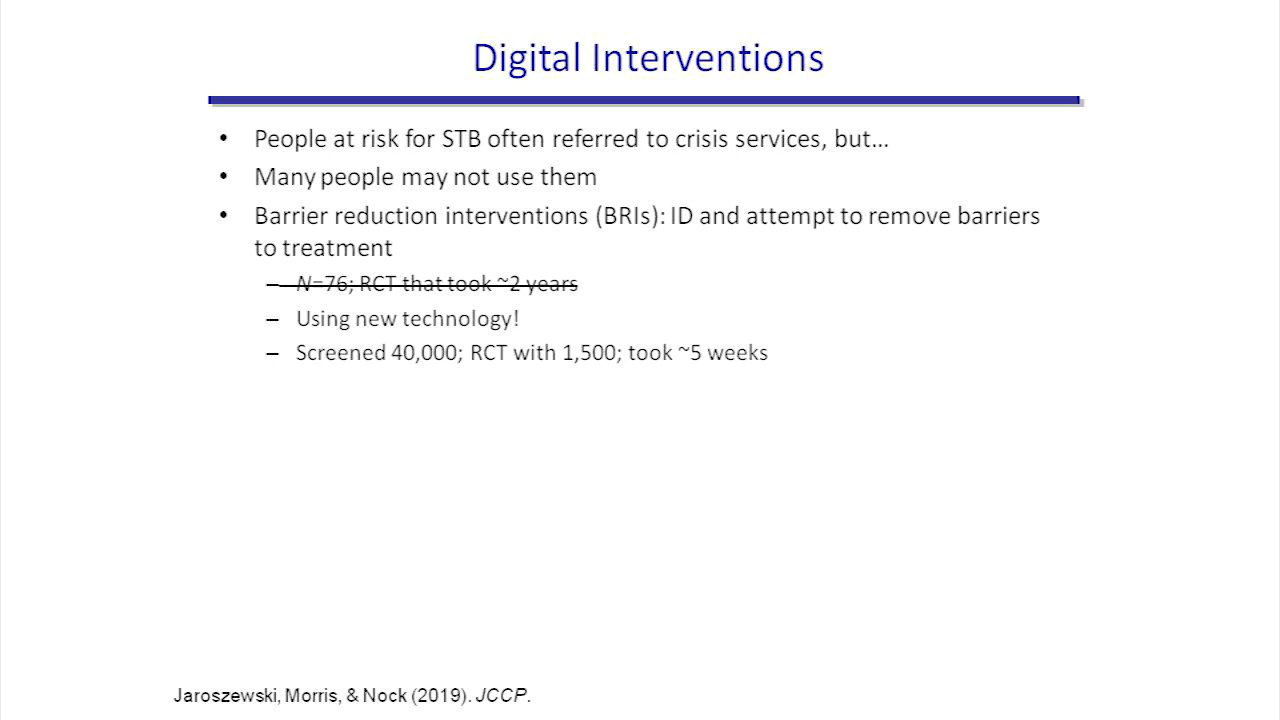 Digital Interventions
• People at risk for STB often referred to crisis services, but...
• Many people may not use them
• Barrier reduction interventions (BRIs): ID and attempt to remove barriers
to treatment
– N=76; RCT that took ~2 years
– Using new technology!
– Screened 40,000; RCT with 1,500; took ~5 weeks
Jaroszewski, Morris, & Nock (2019). JCCP.